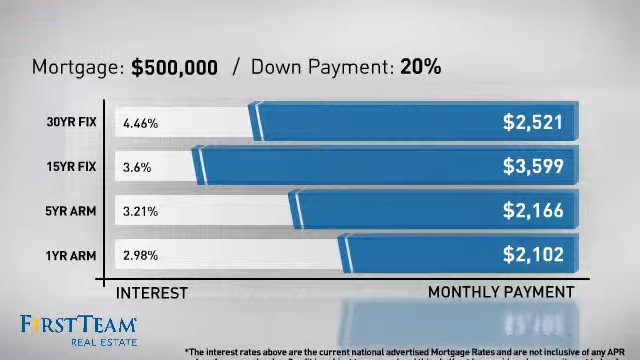 Mortgage: $500,000 / Down Payment: 20%
30YR FIX 4.46% $2,521
15YR FIX 3.6% $3,599
5YR ARM 3.21% $2,166
1YR ARM 2.98% $2,102
INTEREST MONTHLY PAYMENT
FIRSTTEAM®
REAL ESTATE
*The interest rates above are the current national advertised Mortgage Rates and are not inclusive of any APR